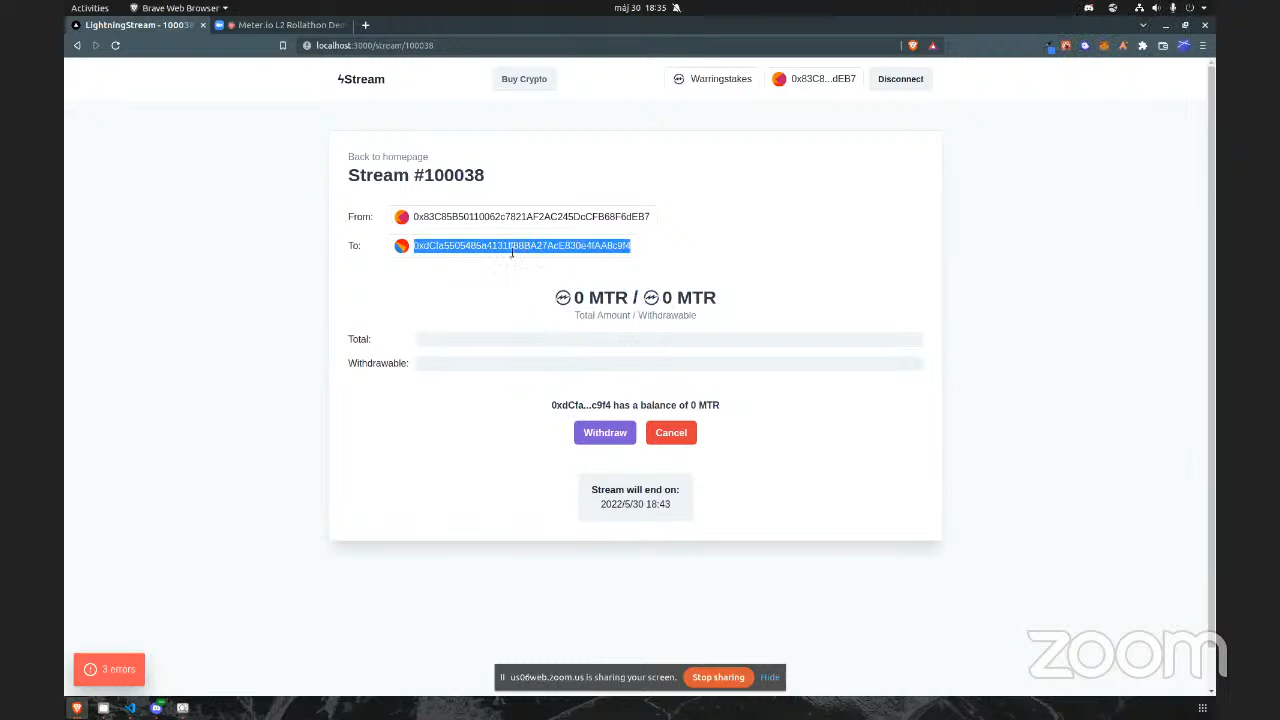 Activities
Brave Web Browser
máj 30 18:35
LightningStream - 100038
Meter.io L2 Rollathon Dem
localhost:3000/stream/100038
ϟStream
Buy Crypto
Warringstakes
0x83C8...dEB7
Disconnect
Back to homepage
Stream #100038
From:
0x83C85B50110062c7821AF2AC245DcCFB68F6dEB7
To:
0xdCfa5505485a4131f88BA27AcE830e4fAA8c9f4
0 MTR / 0 MTR
Total Amount / Withdrawable
Total:
Withdrawable:
0xdCfa...c9f4 has a balance of 0 MTR
Withdraw
Cancel
Stream will end on:
2022/5/30 18:43
3 errors
us06web.zoom.us is sharing your screen.
Stop sharing
Hide
zoom